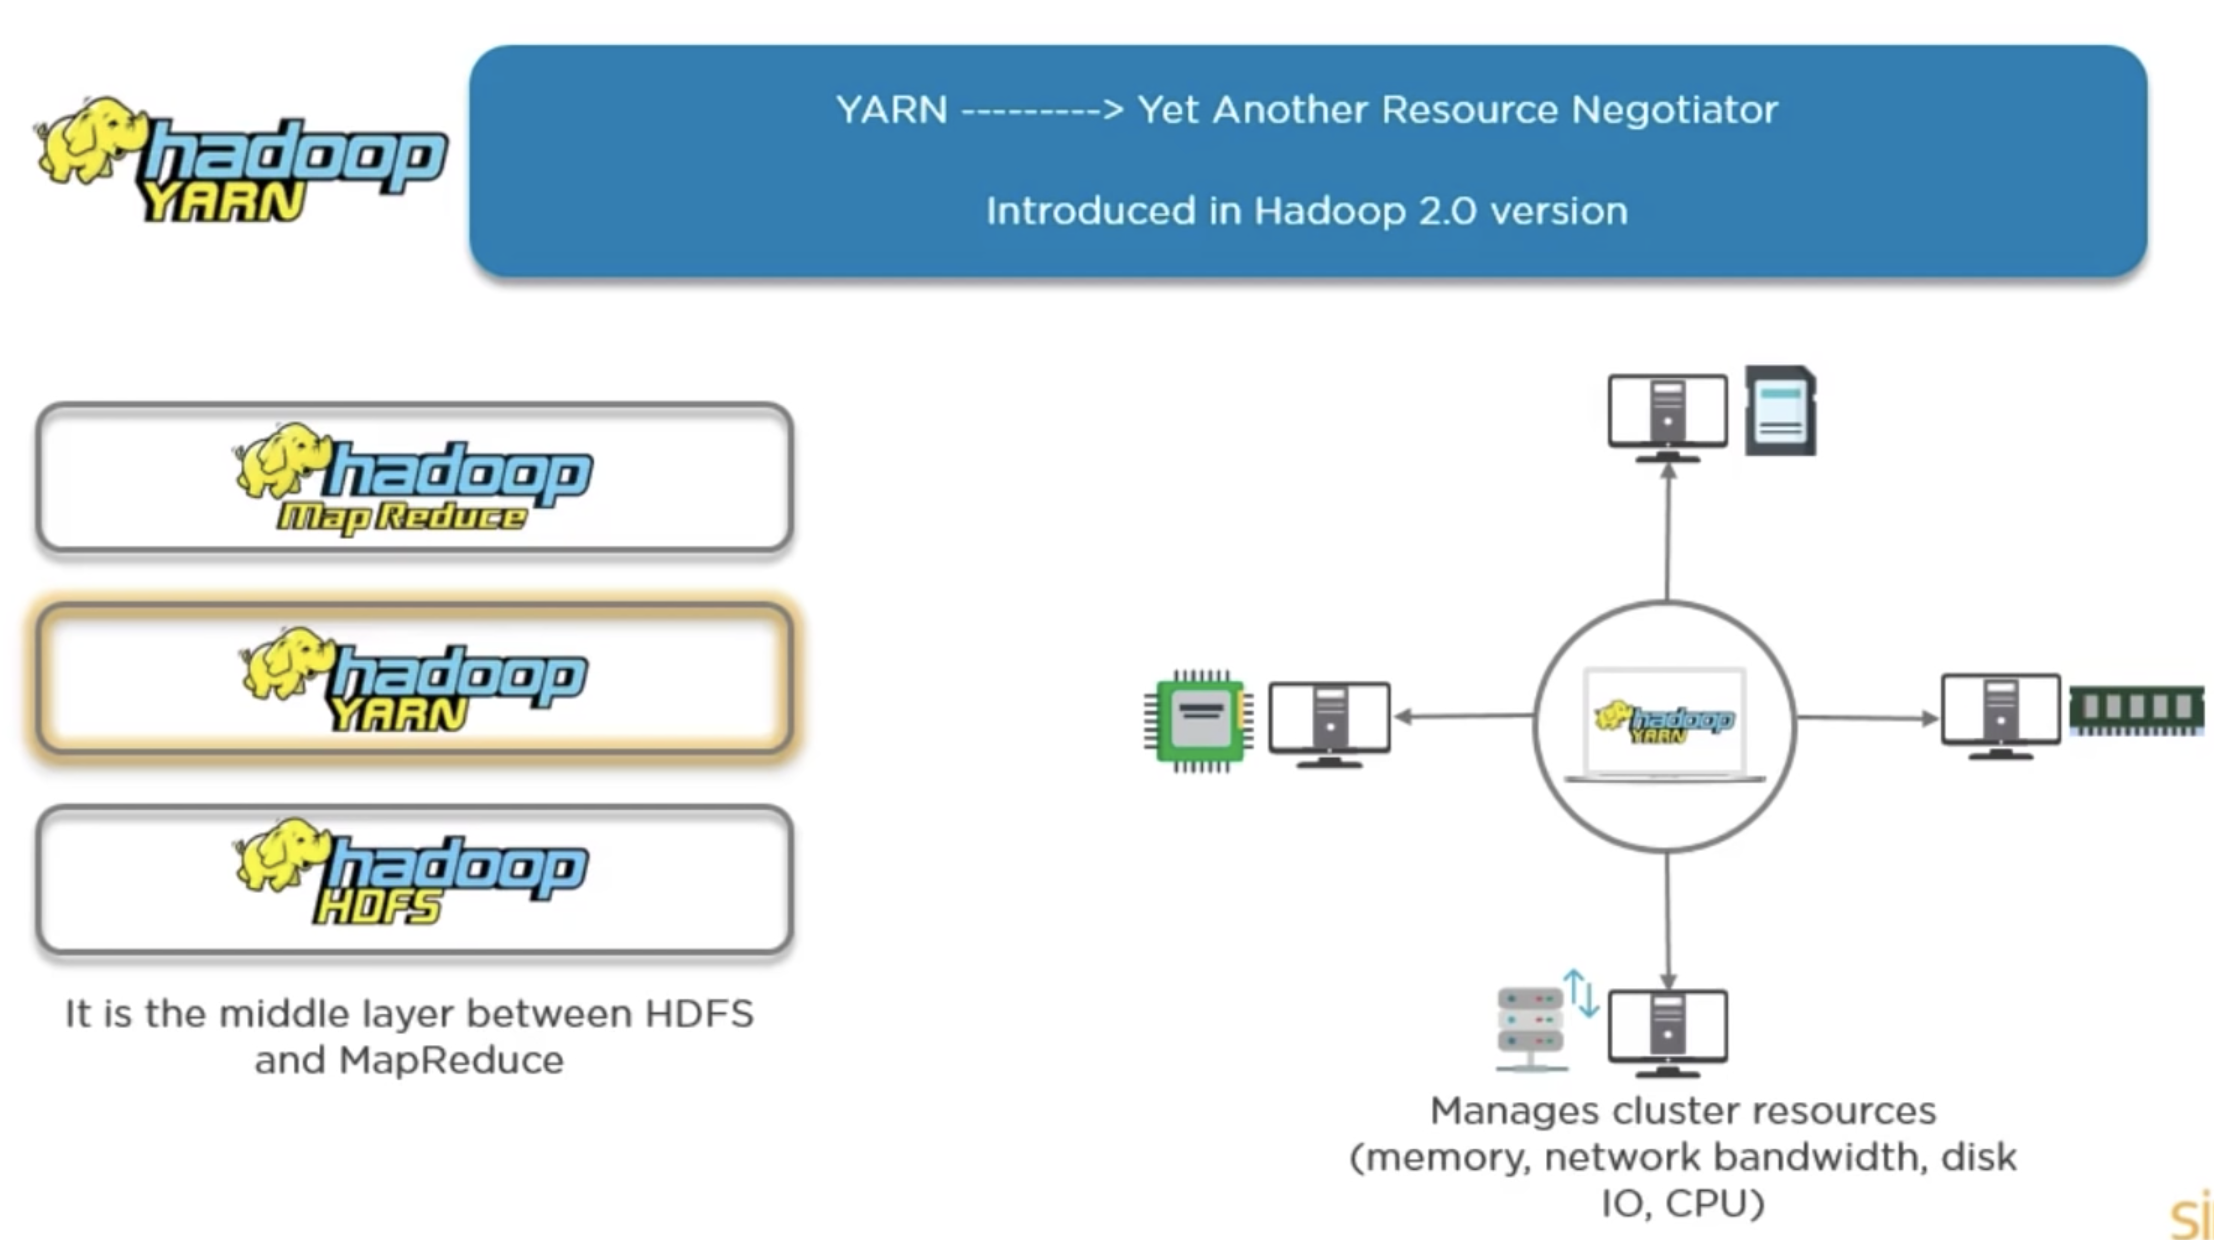 hadoop
YARN
YARN ---------> Yet Another Resource Negotiator
Introduced in Hadoop 2.0 version
hadoop
Map Reduce
hadoop
YARN
hadoop
HDFS
It is the middle layer between HDFS
and MapReduce
hadoop
YARN
Manages cluster resources
(memory, network bandwidth, disk
IO, CPU)